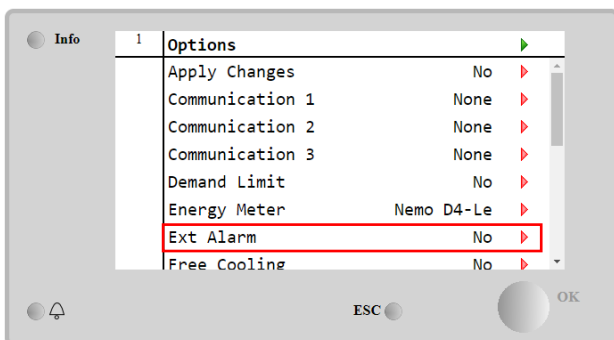 Info
1 Options
Apply Changes No
Communication 1 None
Communication 2 None
Communication 3 None
Demand Limit No
Energy Meter Nemo D4-Le
Ext Alarm No
Free Cooling No
ESC
OK